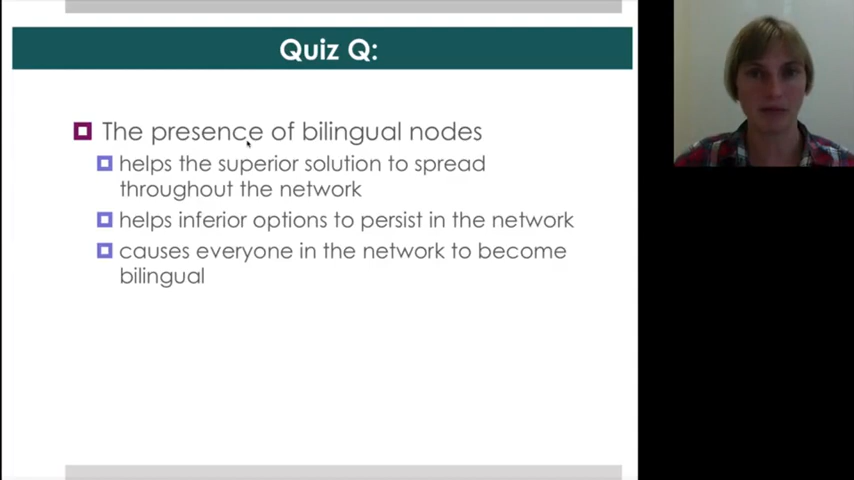 Quiz Q:
The presence of bilingual nodes
helps the superior solution to spread
throughout the network
helps inferior options to persist in the network
causes everyone in the network to become
bilingual